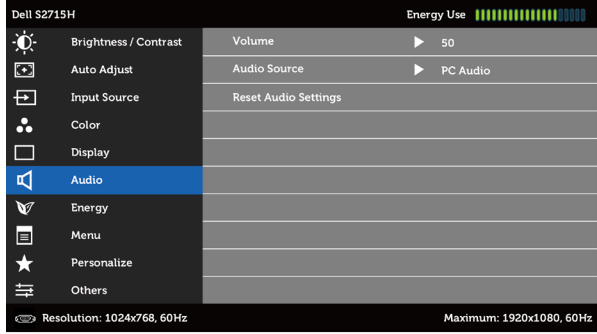 Dell S2715H Energy Use
Brightness / Contrast Volume 50
Auto Adjust Audio Source PC Audio
Input Source Reset Audio Settings
Color
Display
Audio
Energy
Menu
Personalize
Others
Resolution: 1024x768, 60Hz Maximum: 1920x1080, 60Hz